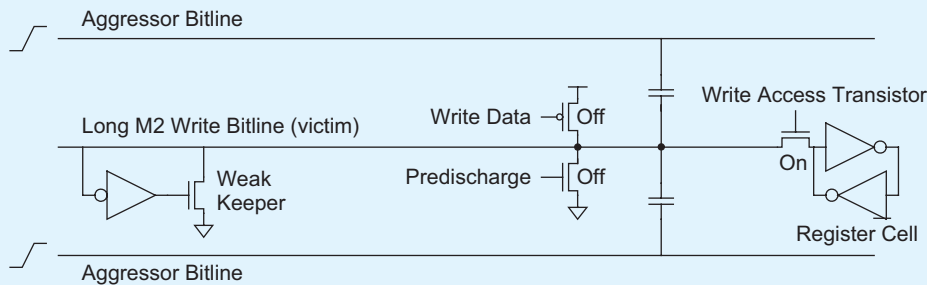 Aggressor Bitline
Write Access Transistor
Write Data
Off
Long M2 Write Bitline (victim)
On
Weak
Keeper
Predischarge
Off
Register Cell
Aggressor Bitline